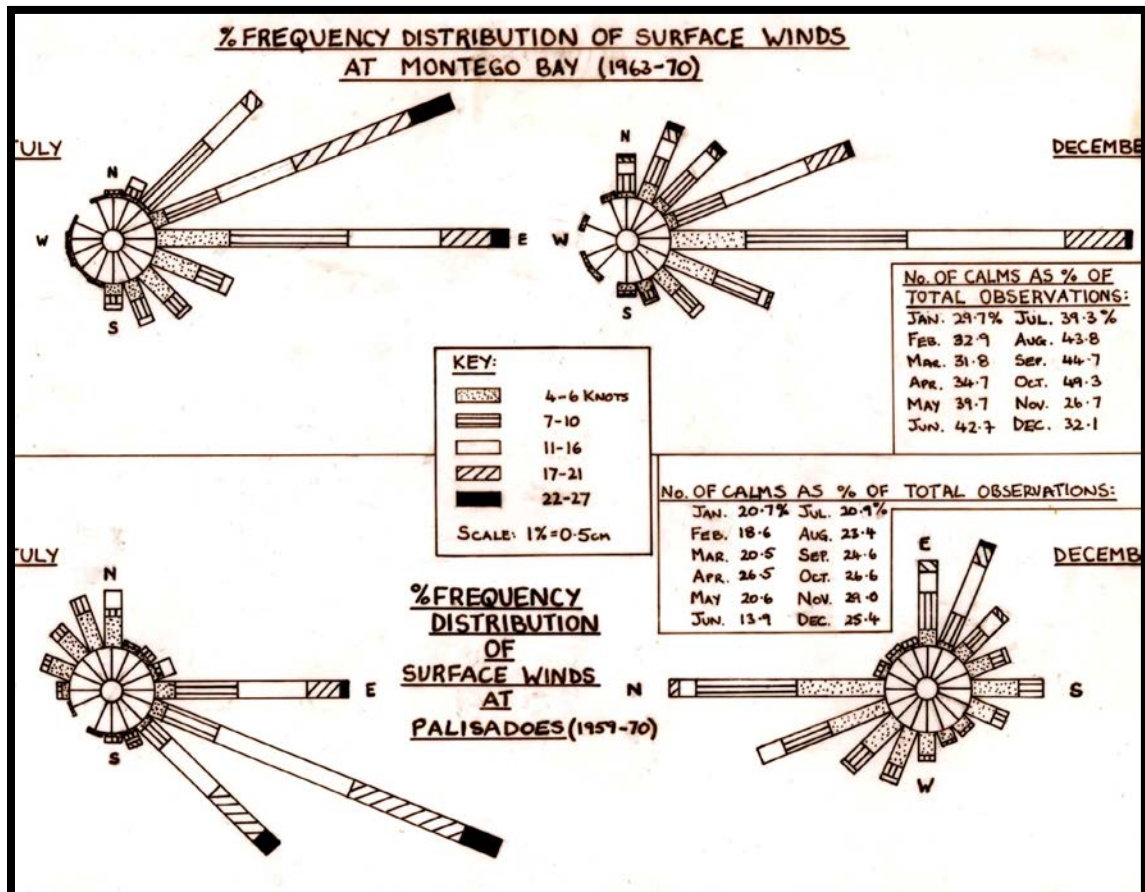 % FREQUENCY DISTRIBUTION OF SURFACE WINDS
AT MONTEGO BAY (1963-70)
JULY
N
W
E
S
DECEMBE
N
W
S
No. OF CALMS AS % OF
TOTAL OBSERVATIONS:
JAN. 29.7% JUL. 39.3%
FEB. 32.9 AUG. 43.8
MAR. 31.8 SEP. 44.7
APR. 34.7 OCT. 49.3
MAY 39.7 NOV. 26.7
JUN. 42.7 DEC. 32.1
KEY:
4-6 KNOTS
7-10
11-16
17-21
22-27
SCALE: 1%=0.5cm
No. OF CALMS AS % OF TOTAL OBSERVATIONS:
JAN. 20.7% JUL. 20.9%
FEB. 18.6 AUG. 23.4
MAR. 20.5 SEP. 24.6
APR. 26.5 OCT. 26.6
MAY 20.6 NOV. 29.0
JUN. 13.9 DEC. 25.4
JULY
N
E
S
% FREQUENCY
DISTRIBUTION
OF
SURFACE WINDS
AT
PALISADOES (1959-70)
DECEMB
E
N
S
W